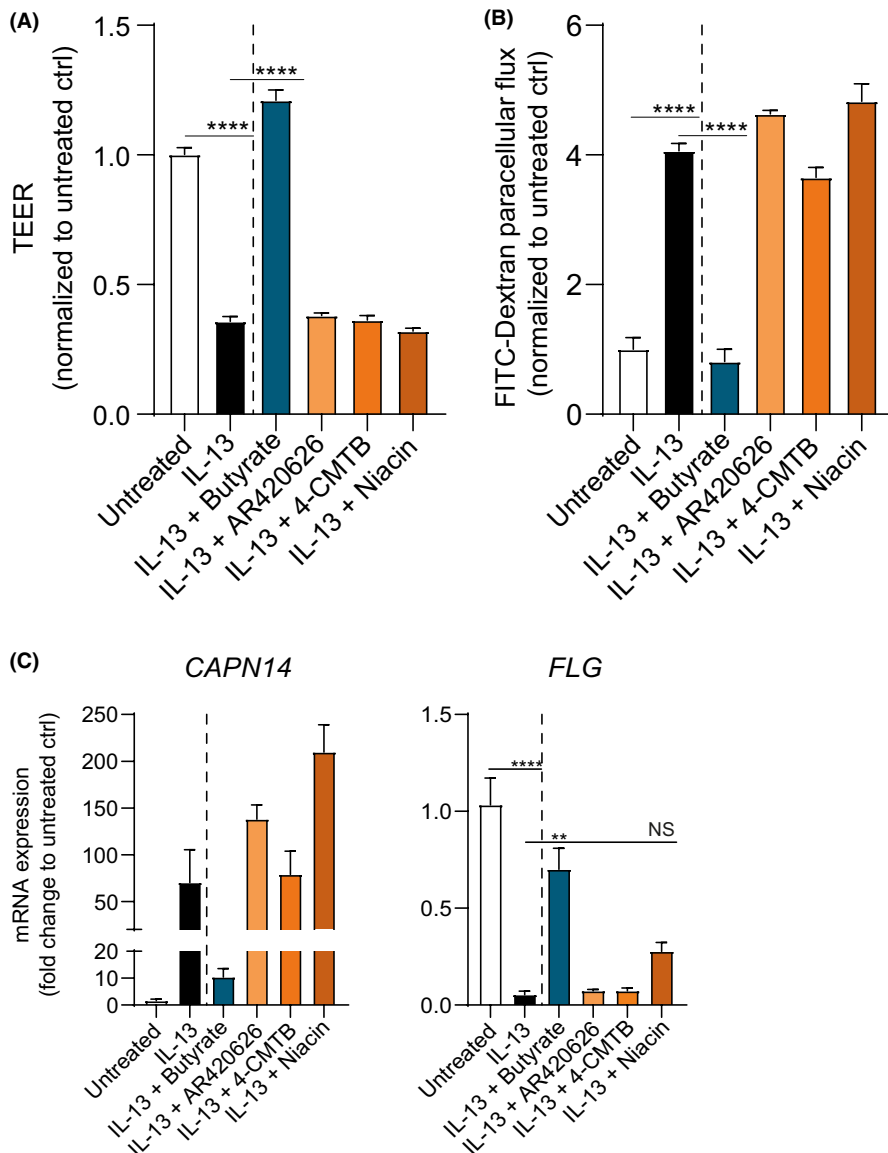 (A)
TEER
(normalized to untreated ctrl)
1.5
1.0
0.5
0.0
****
****
Untreated
IL-13
IL-13 + Butyrate
IL-13 + AR420626
IL-13 + 4-CMTB
IL-13 + Niacin
(B)
FITC-Dextran paracellular flux
(normalized to untreated ctrl)
6
4
2
0
****
****
Untreated
IL-13
IL-13 + Butyrate
IL-13 + AR420626
IL-13 + 4-CMTB
IL-13 + Niacin
(C)
CAPN14
mRNA expression
(fold change to untreated ctrl)
250
200
150
100
50
20
10
0
Untreated
IL-13
IL-13 + Butyrate
IL-13 + AR420626
IL-13 + 4-CMTB
IL-13 + Niacin
FLG
1.5
1.0
0.5
0.0
****
**
NS
Untreated
IL-13
IL-13 + Butyrate
IL-13 + AR420626
IL-13 + 4-CMTB
IL-13 + Niacin